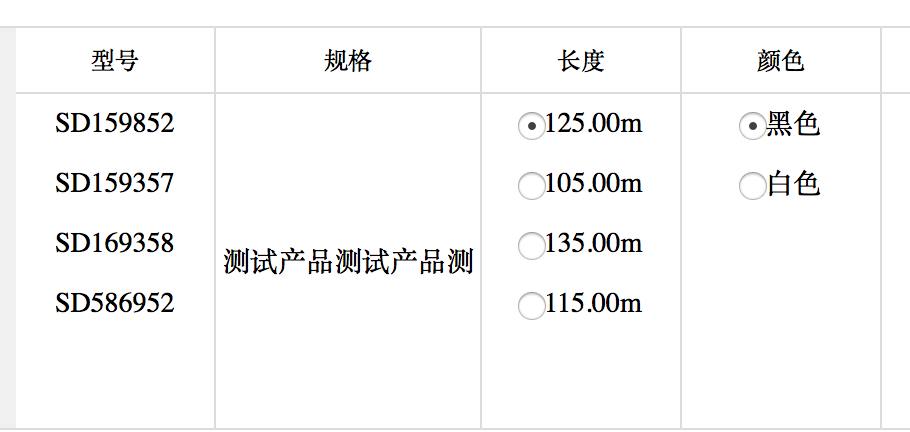 型号 规格 长度 颜色
SD159852 125.00m 黑色
SD159357 105.00m 白色
SD169358 135.00m
测试产品测试产品测
SD586952 115.00m